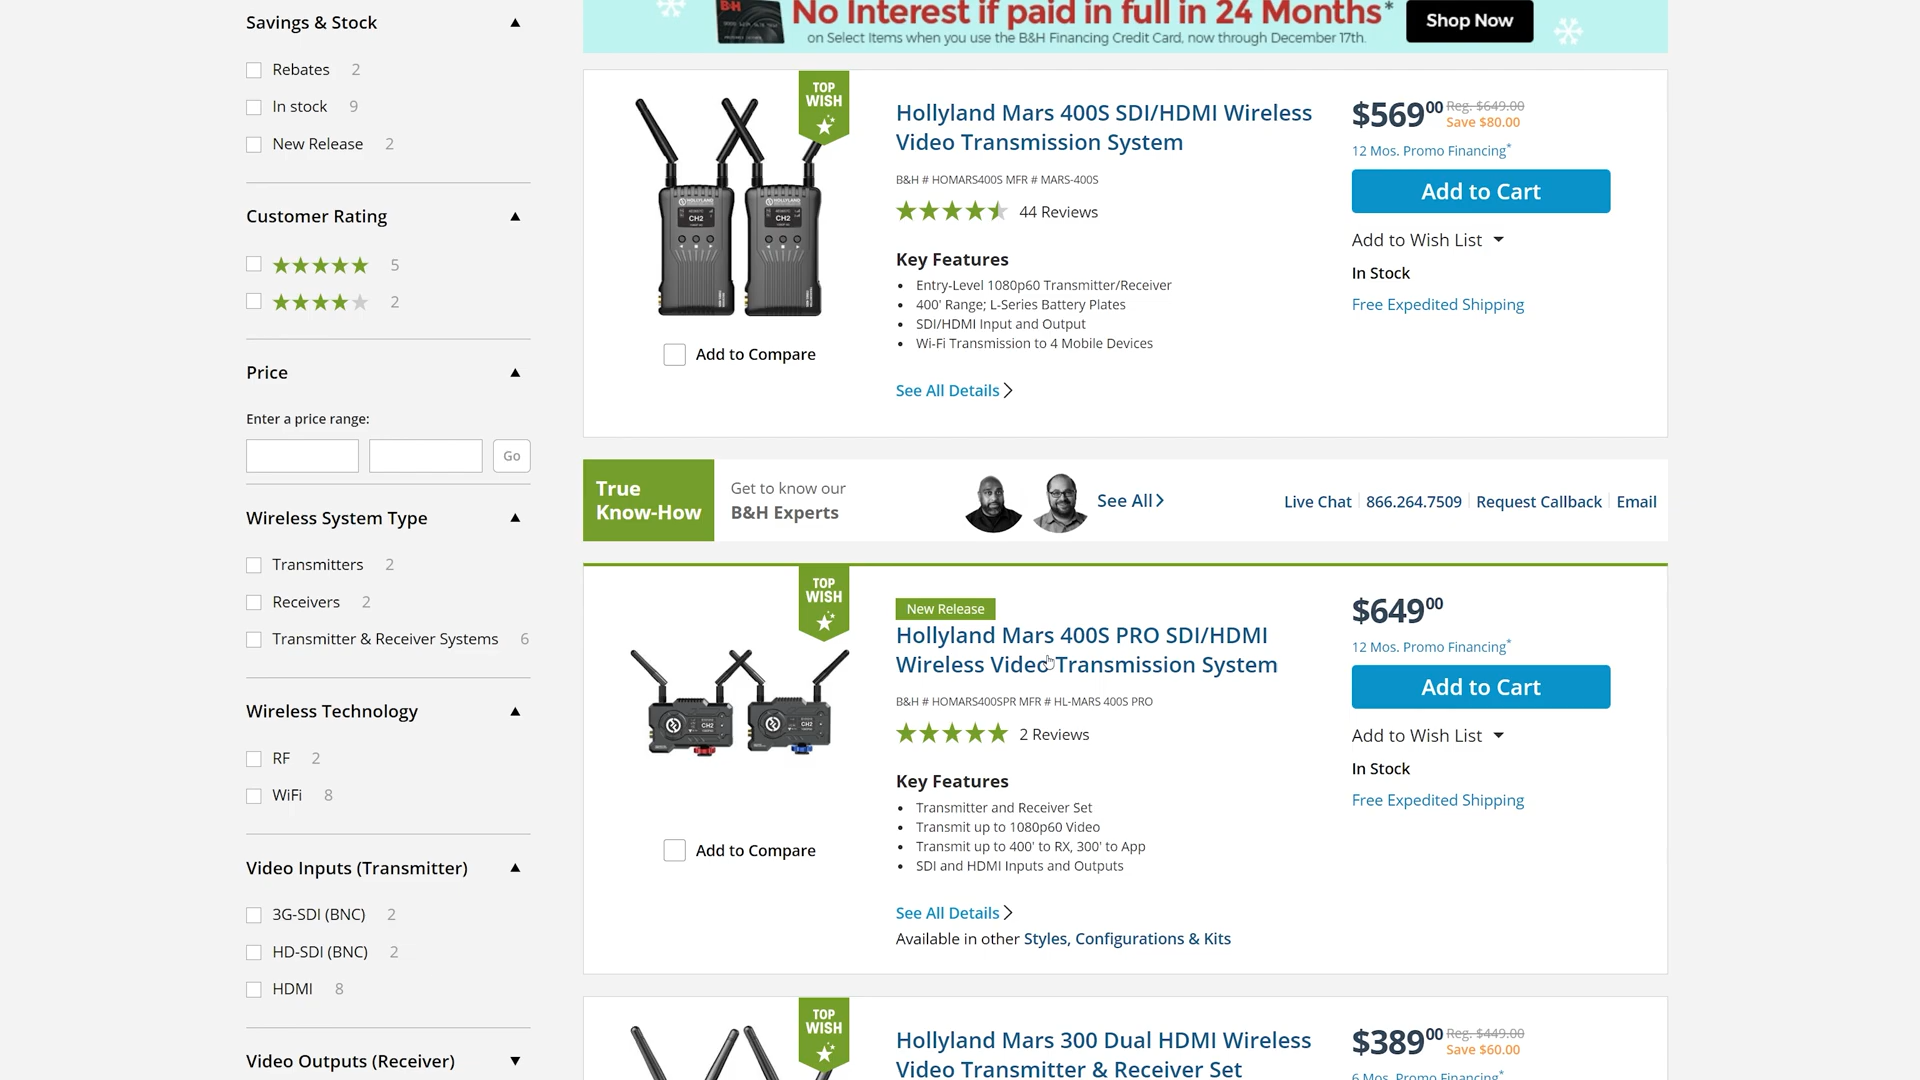 Savings & Stock
Rebates 2
In stock 9
New Release 2
Customer Rating
5
2
Price
Enter a price range:
Go
Wireless System Type
Transmitters 2
Receivers 2
Transmitter & Receiver Systems 6
Wireless Technology
RF 2
WiFi 8
Video Inputs (Transmitter)
3G-SDI (BNC) 2
HD-SDI (BNC) 2
HDMI 8
Video Outputs (Receiver)
B&H
No Interest if paid in full in 24 Months*
on Select Items when you use the B&H Financing Credit Card, now through December 17th.
Shop Now
TOP
WISH
HOLLYLAND
CH2
HOLLYLAND
CH2
Add to Compare
Hollyland Mars 400S SDI/HDMI Wireless
Video Transmission System
B&H # HOMARS400S MFR # MARS-400S
44 Reviews
Key Features
• Entry-Level 1080p60 Transmitter/Receiver
• 400' Range; L-Series Battery Plates
• SDI/HDMI Input and Output
• Wi-Fi Transmission to 4 Mobile Devices
See All Details
$569.00 Reg. $649.00
Save $80.00
12 Mos. Promo Financing*
Add to Cart
Add to Wish List
In Stock
Free Expedited Shipping
True
Know-How
Get to know our
B&H Experts
See All
Live Chat 866.264.7509 Request Callback Email
TOP
WISH
CH2
CH2
Add to Compare
New Release
Hollyland Mars 400S PRO SDI/HDMI
Wireless Video Transmission System
B&H # HOMARS400SPR MFR # HL-MARS 400S PRO
2 Reviews
Key Features
• Transmitter and Receiver Set
• Transmit up to 1080p60 Video
• Transmit up to 400' to RX, 300' to App
• SDI and HDMI Inputs and Outputs
See All Details
Available in other Styles, Configurations & Kits
$649.00
12 Mos. Promo Financing*
Add to Cart
Add to Wish List
In Stock
Free Expedited Shipping
TOP
WISH
Hollyland Mars 300 Dual HDMI Wireless
Video Transmitter & Receiver Set
$389.00 Reg. $449.00
Save $60.00
6 Mos. Promo Financing*